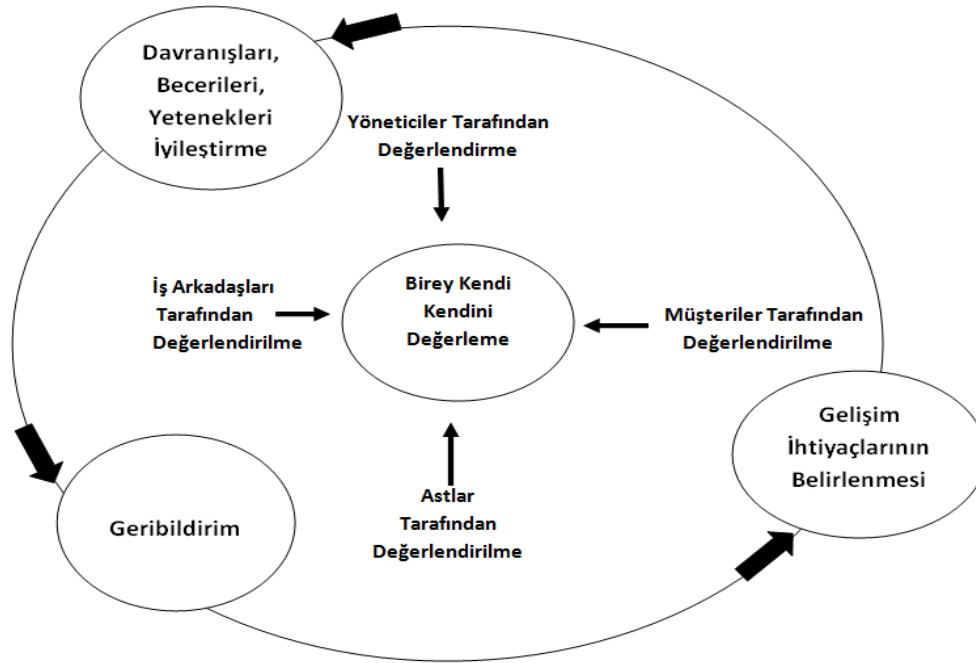 Davranışları,
Becerileri,
Yetenekleri
İyileştirme
Yöneticiler Tarafından
Değerlendirme
İş Arkadaşları
Tarafından
Değerlendirilme
Birey Kendi
Kendini
Değerleme
Müşteriler Tarafından
Değerlendirilme
Gelişim
İhtiyaçlarının
Belirlenmesi
Geribildirim
Astlar
Tarafından
Değerlendirilme